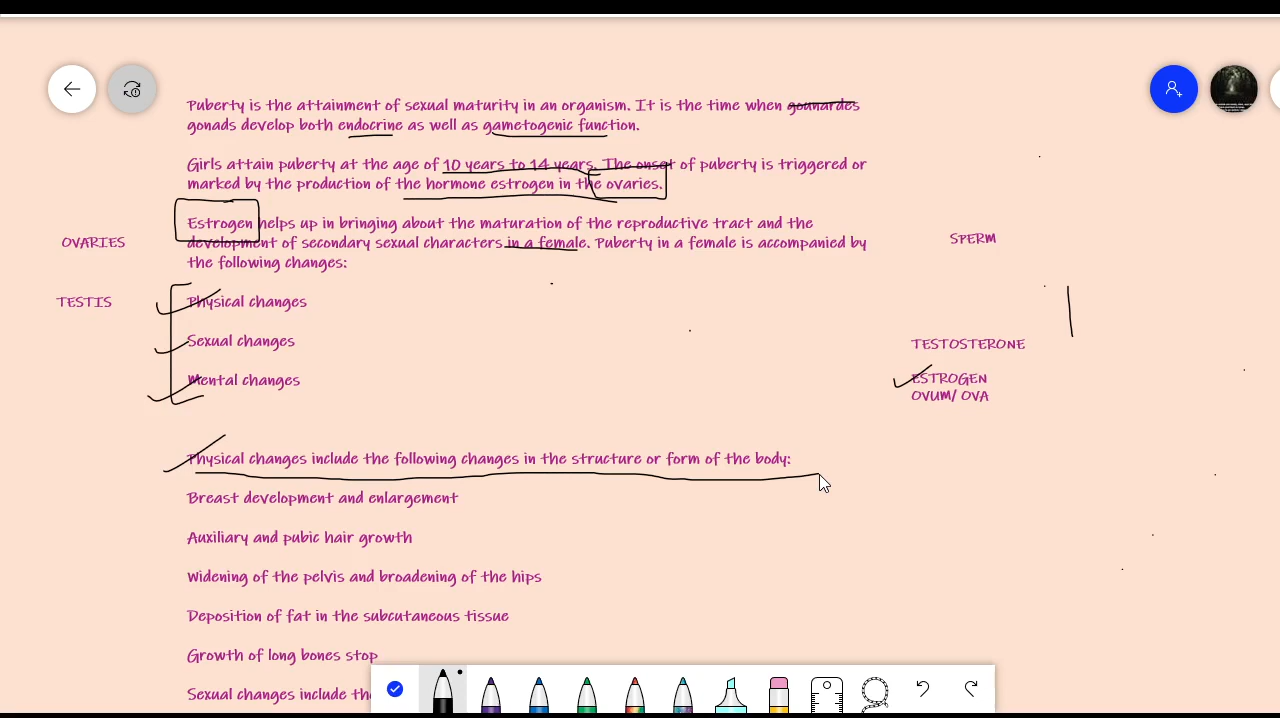 Puberty is the attainment of sexual maturity in an organism. It is the time when gounardes
gonads develop both endocrine as well as gametogenic function.
Girls attain puberty at the age of 10 years to 14 years. The onset of puberty is triggered or
marked by the production of the hormone estrogen in the ovaries.
Estrogen helps up in bringing about the maturation of the reproductive tract and the
development of secondary sexual characters in a female. Puberty in a female is accompanied by
the following changes:
OVARIES
SPERM
TESTIS
Physical changes
Sexual changes
TESTOSTERONE
Mental changes
ESTROGEN
OVUM/ OVA
Physical changes include the following changes in the structure or form of the body:
Breast development and enlargement
Auxiliary and pubic hair growth
Widening of the pelvis and broadening of the hips
Deposition of fat in the subcutaneous tissue
Growth of long bones stop
Sexual changes include